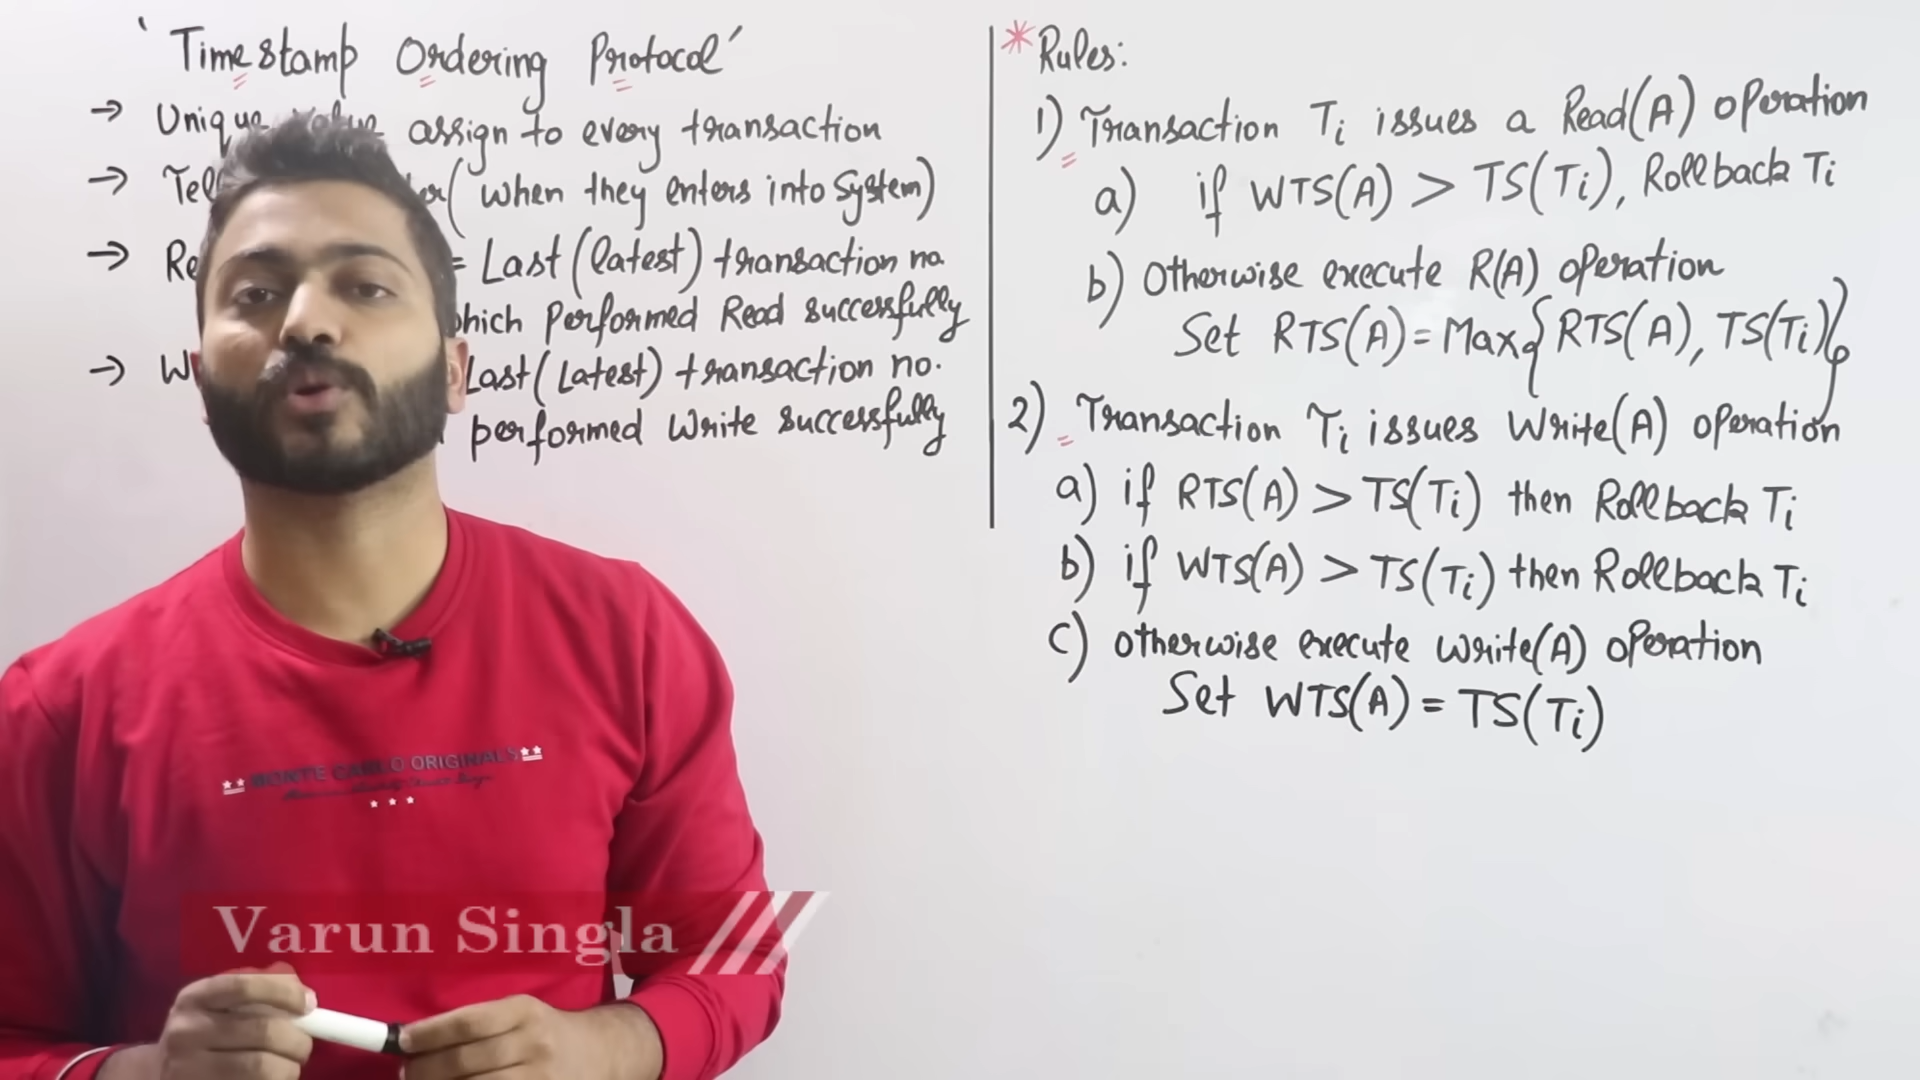 'Timestamp Ordering Protocol'
→ Unique value assign to every transaction
→ Tell (when they enters into System)
→ Re = Last (latest) transaction no.
which Performed Read successfully
→ W Last (Latest) transaction no.
performed Write successfully
* Rules:
1) Transaction Ti issues a Read(A) operation
a) if WTS(A) > TS(Ti), Rollback Ti
b) Otherwise execute R(A) operation
Set RTS(A) = Max{RTS(A), TS(Ti)}
2) Transaction Ti issues Write(A) operation
a) if RTS(A) > TS(Ti) then Rollback Ti
b) if WTS(A) > TS(Ti) then Rollback Ti
c) otherwise execute Write(A) operation
Set WTS(A) = TS(Ti)
MONTE CARLO ORIGINALS
Varun Singla